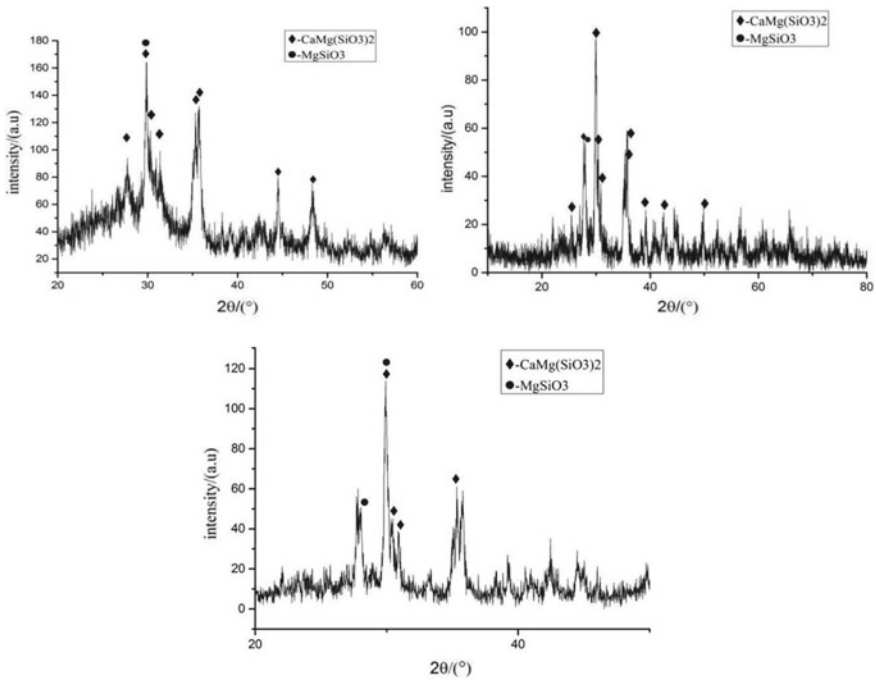 ◆-CaMg(SiO3)2
●-MgSiO3
180
160
140
120
100
80
60
40
20
intensity/(a.u)
20 30 40 50 60
2θ/(°)
◆-CaMg(SiO3)2
●-MgSiO3
100
80
60
40
20
0
intensity/(a.u)
20 40 60 80
2θ/(°)
◆-CaMg(SiO3)2
●-MgSiO3
120
100
80
60
40
20
0
intensity/(a.u)
20 40
2θ/(°)